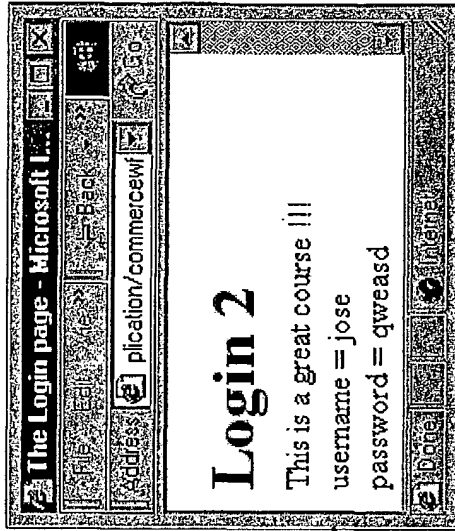 The Login page - Microsoft I...
File Edit »
Back »
Address plication/commercewf Go
Login 2
This is a great course !!!
username = jose
password = qweasd
Done Internet